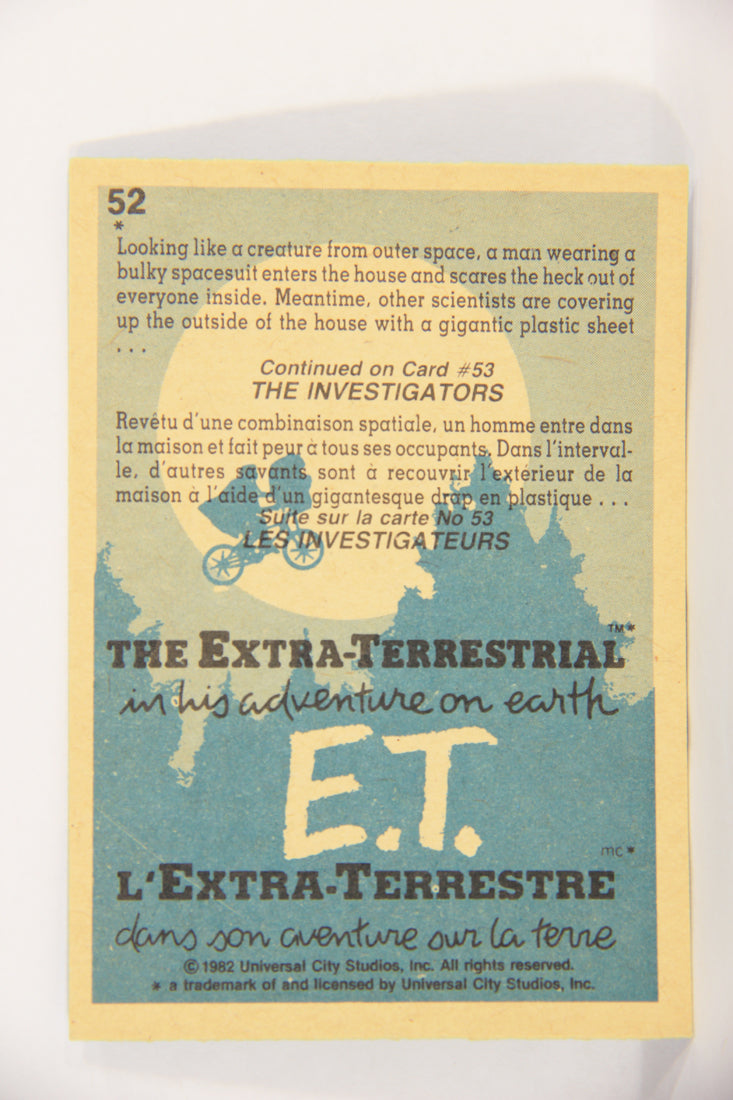 52
*
Looking like a creature from outer space, a man wearing a
bulky spacesuit enters the house and scares the heck out of
everyone inside. Meantime, other scientists are covering
up the outside of the house with a gigantic plastic sheet
. . .
Continued on Card #53
THE INVESTIGATORS
Revêtu d'une combinaison spatiale, un homme entre dans
la maison et fait peur à tous ses occupants. Dans l'interval-
le, d'autres savants sont à recouvrir l'extérieur de la
maison à l'aide d'un gigantesque drap en plastique . . .
Suite sur la carte No 53
LES INVESTIGATEURS
THE EXTRA-TERRESTRIAL TM*
in his adventure on earth
E.T.
mc*
L'EXTRA-TERRESTRE
dans son aventure sur la terre
© 1982 Universal City Studios, Inc. All rights reserved.
* a trademark of and licensed by Universal City Studios, Inc.